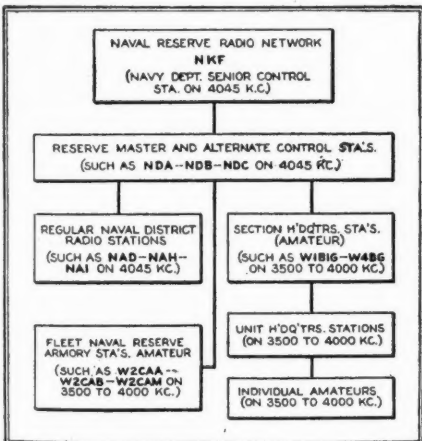 NAVAL RESERVE RADIO NETWORK
NKF
(NAVY DEPT. SENIOR CONTROL
STA. ON 4045 K.C.)
RESERVE MASTER AND ALTERNATE CONTROL STA'S.
(SUCH AS NDA--NDB--NDC ON 4045 KC.)
REGULAR NAVAL DISTRICT
RADIO STATIONS
(SUCH AS NAD--NAH--
NAI ON 4045 KC.)
SECTION H'DQ'TRS. STA'S.
(AMATEUR)
(SUCH AS W1BIG--W4BG
ON 3500 TO 4000 KC.)
FLEET NAVAL RESERVE
ARMORY STA'S. AMATEUR
(SUCH AS W2CAA--
W2CAB--W2CAM ON
3500 TO 4000 KC.)
UNIT H'DQ'TRS. STATIONS
(ON 3500 TO 4000 KC.)
INDIVIDUAL AMATEURS
(ON 3500 TO 4000 KC.)